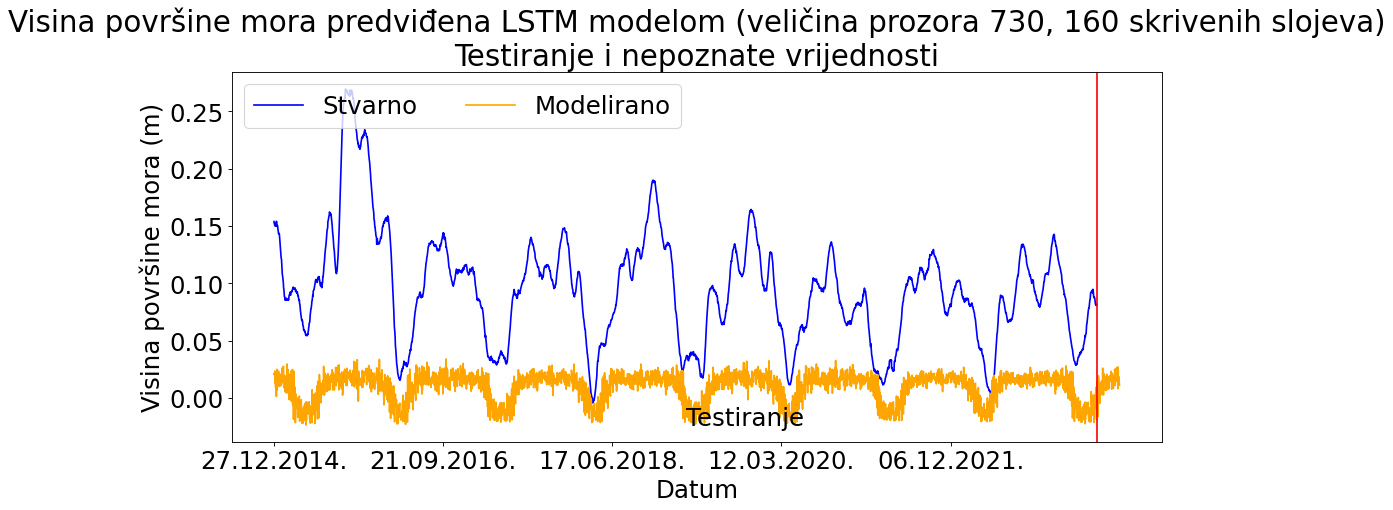 Visina površine mora predviđena LSTM modelom (veličina prozora 730, 160 skrivenih slojeva)
Testiranje i nepoznate vrijednosti
Stvarno
Modelirano
Visina površine mora (m)
0.25
0.20
0.15
0.10
0.05
0.00
Testiranje
27.12.2014.
21.09.2016.
17.06.2018.
12.03.2020.
06.12.2021.
Datum